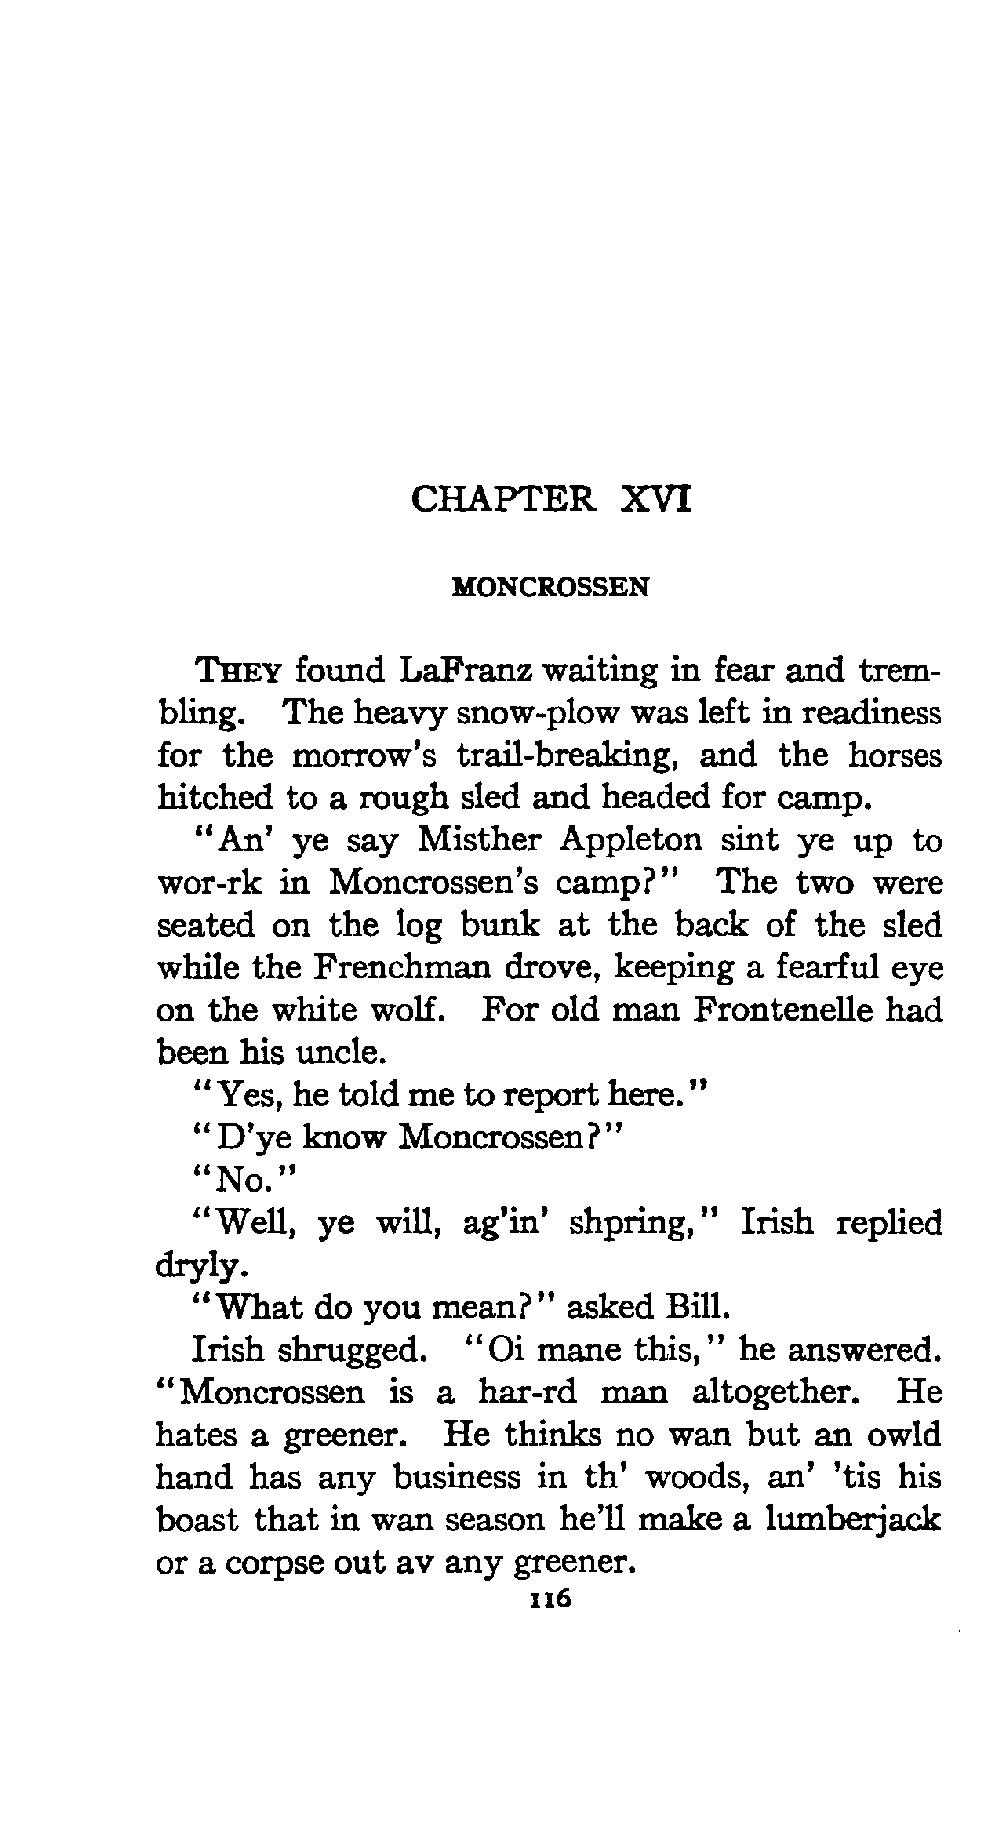 CHAPTER XVI
MONCROSSEN
THEY found LaFranz waiting in fear and trem-
bling. The heavy snow-plow was left in readiness
for the morrow's trail-breaking, and the horses
hitched to a rough sled and headed for camp.
"An' ye say Misther Appleton sint ye up to
wor-rk in Moncrossen's camp?" The two were
seated on the log bunk at the back of the sled
while the Frenchman drove, keeping a fearful eye
on the white wolf. For old man Frontenelle had
been his uncle.
"Yes, he told me to report here."
"D'ye know Moncrossen?"
"No."
"Well, ye will, ag'in' shpring," Irish replied
dryly.
"What do you mean?" asked Bill.
Irish shrugged. "Oi mane this," he answered.
"Moncrossen is a har-rd man altogether. He
hates a greener. He thinks no wan but an owld
hand has any business in th' woods, an' 'tis his
boast that in wan season he'll make a lumberjack
or a corpse out av any greener.
116